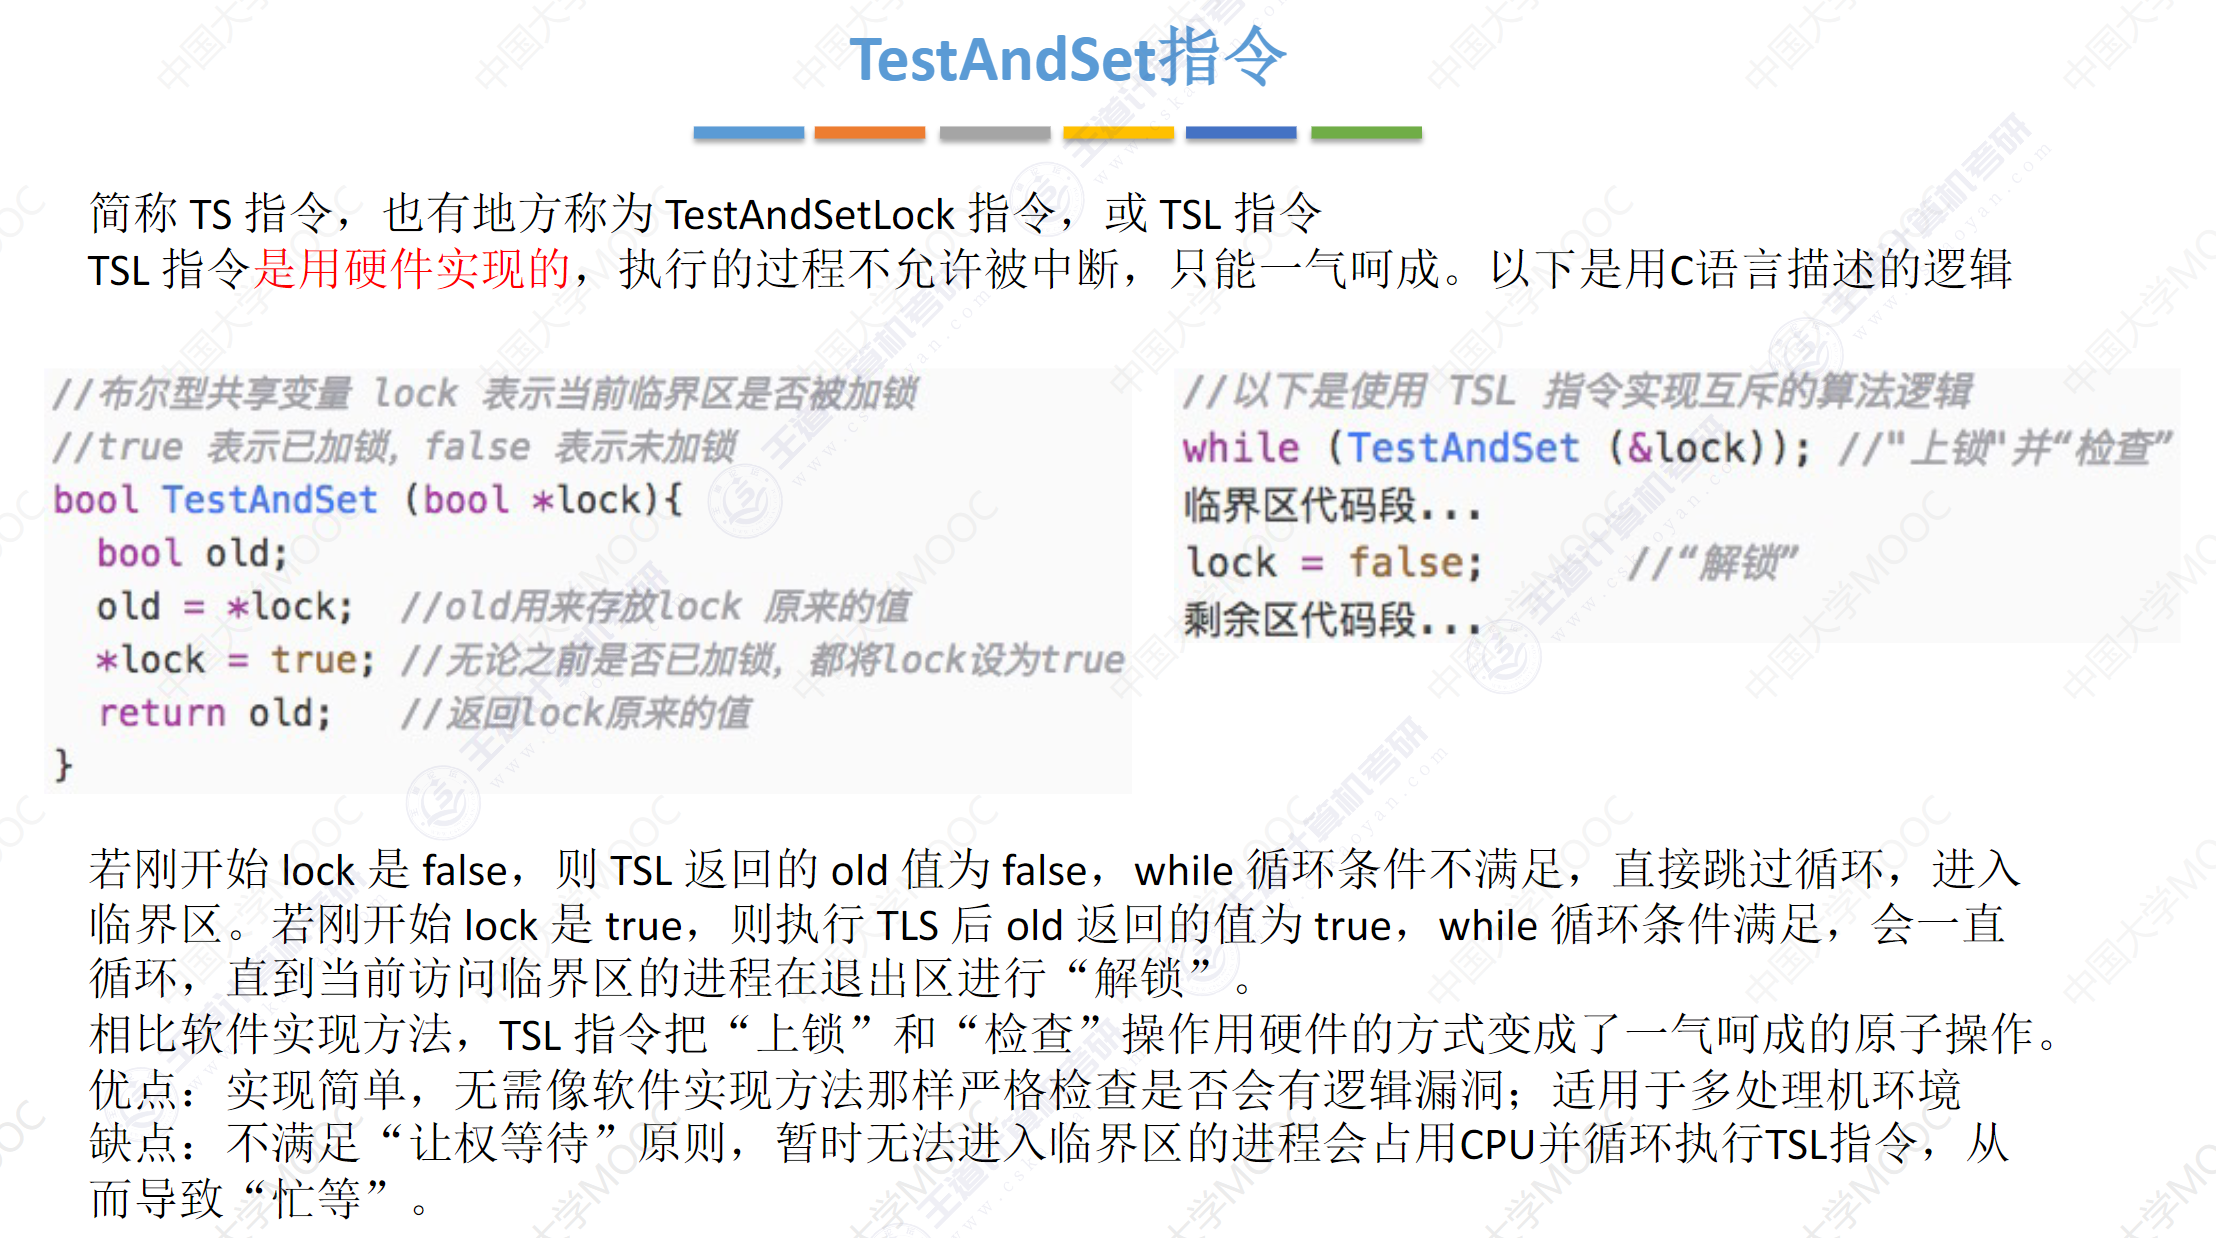 TestAndSet指令
简称 TS 指令，也有地方称为 TestAndSetLock 指令，或 TSL 指令
TSL 指令是用硬件实现的，执行的过程不允许被中断，只能一气呵成。以下是用C语言描述的逻辑
//布尔型共享变量 lock 表示当前临界区是否被加锁
//true 表示已加锁，false 表示未加锁
bool TestAndSet (bool *lock){
bool old;
old = *lock; //old用来存放lock 原来的值
*lock = true; //无论之前是否已加锁，都将lock设为true
return old; //返回lock原来的值
}
//以下是使用 TSL 指令实现互斥的算法逻辑
while (TestAndSet (&lock)); //"上锁"并“检查”
临界区代码段...
lock = false; //“解锁”
剩余区代码段...
若刚开始 lock 是 false，则 TSL 返回的 old 值为 false，while 循环条件不满足，直接跳过循环，进入
临界区。若刚开始 lock 是 true，则执行 TLS 后 old 返回的值为 true，while 循环条件满足，会一直
循环，直到当前访问临界区的进程在退出区进行“解锁”。
相比软件实现方法，TSL 指令把“上锁”和“检查”操作用硬件的方式变成了一气呵成的原子操作。
优点：实现简单，无需像软件实现方法那样严格检查是否会有逻辑漏洞；适用于多处理机环境
缺点：不满足“让权等待”原则，暂时无法进入临界区的进程会占用CPU并循环执行TSL指令，从
而导致“忙等”。
中国大学MOOC
王道计算机考研
www.cskaoyan.com